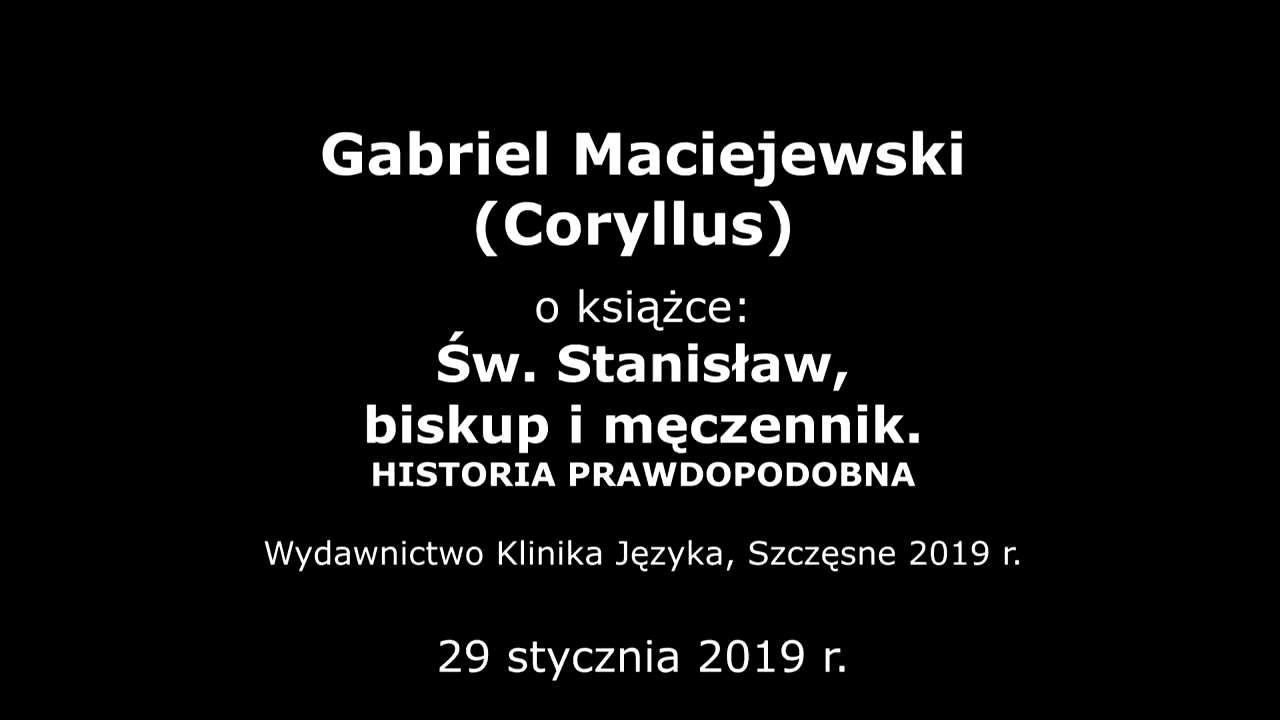 Gabriel Maciejewski
(Coryllus)
o książce:
Św. Stanisław,
biskup i męczennik.
HISTORIA PRAWDOPODOBNA
Wydawnictwo Klinika Języka, Szczęsne 2019 r.
29 stycznia 2019 r.